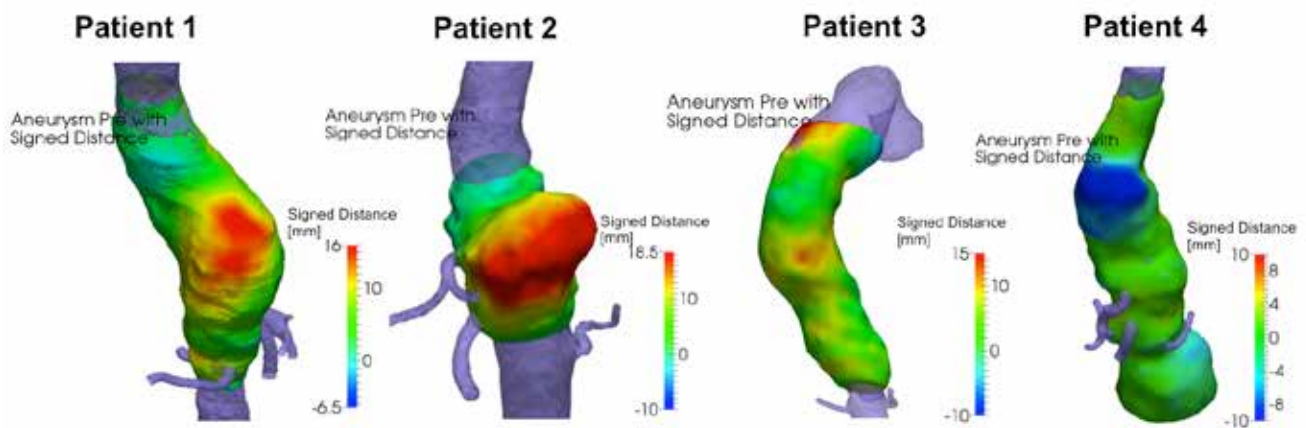 Patient 1
Aneurysm Pre with
Signed Distance
Signed Distance
[mm]
16
10
0
-6.5
Patient 2
Aneurysm Pre with
Signed Distance
Signed Distance
[mm]
18.5
10
0
-10
Patient 3
Aneurysm Pre with
Signed Distance
Signed Distance
[mm]
15
10
0
-10
Patient 4
Aneurysm Pre with
Signed Distance
Signed Distance
[mm]
10
8
4
0
-4
-8
-10